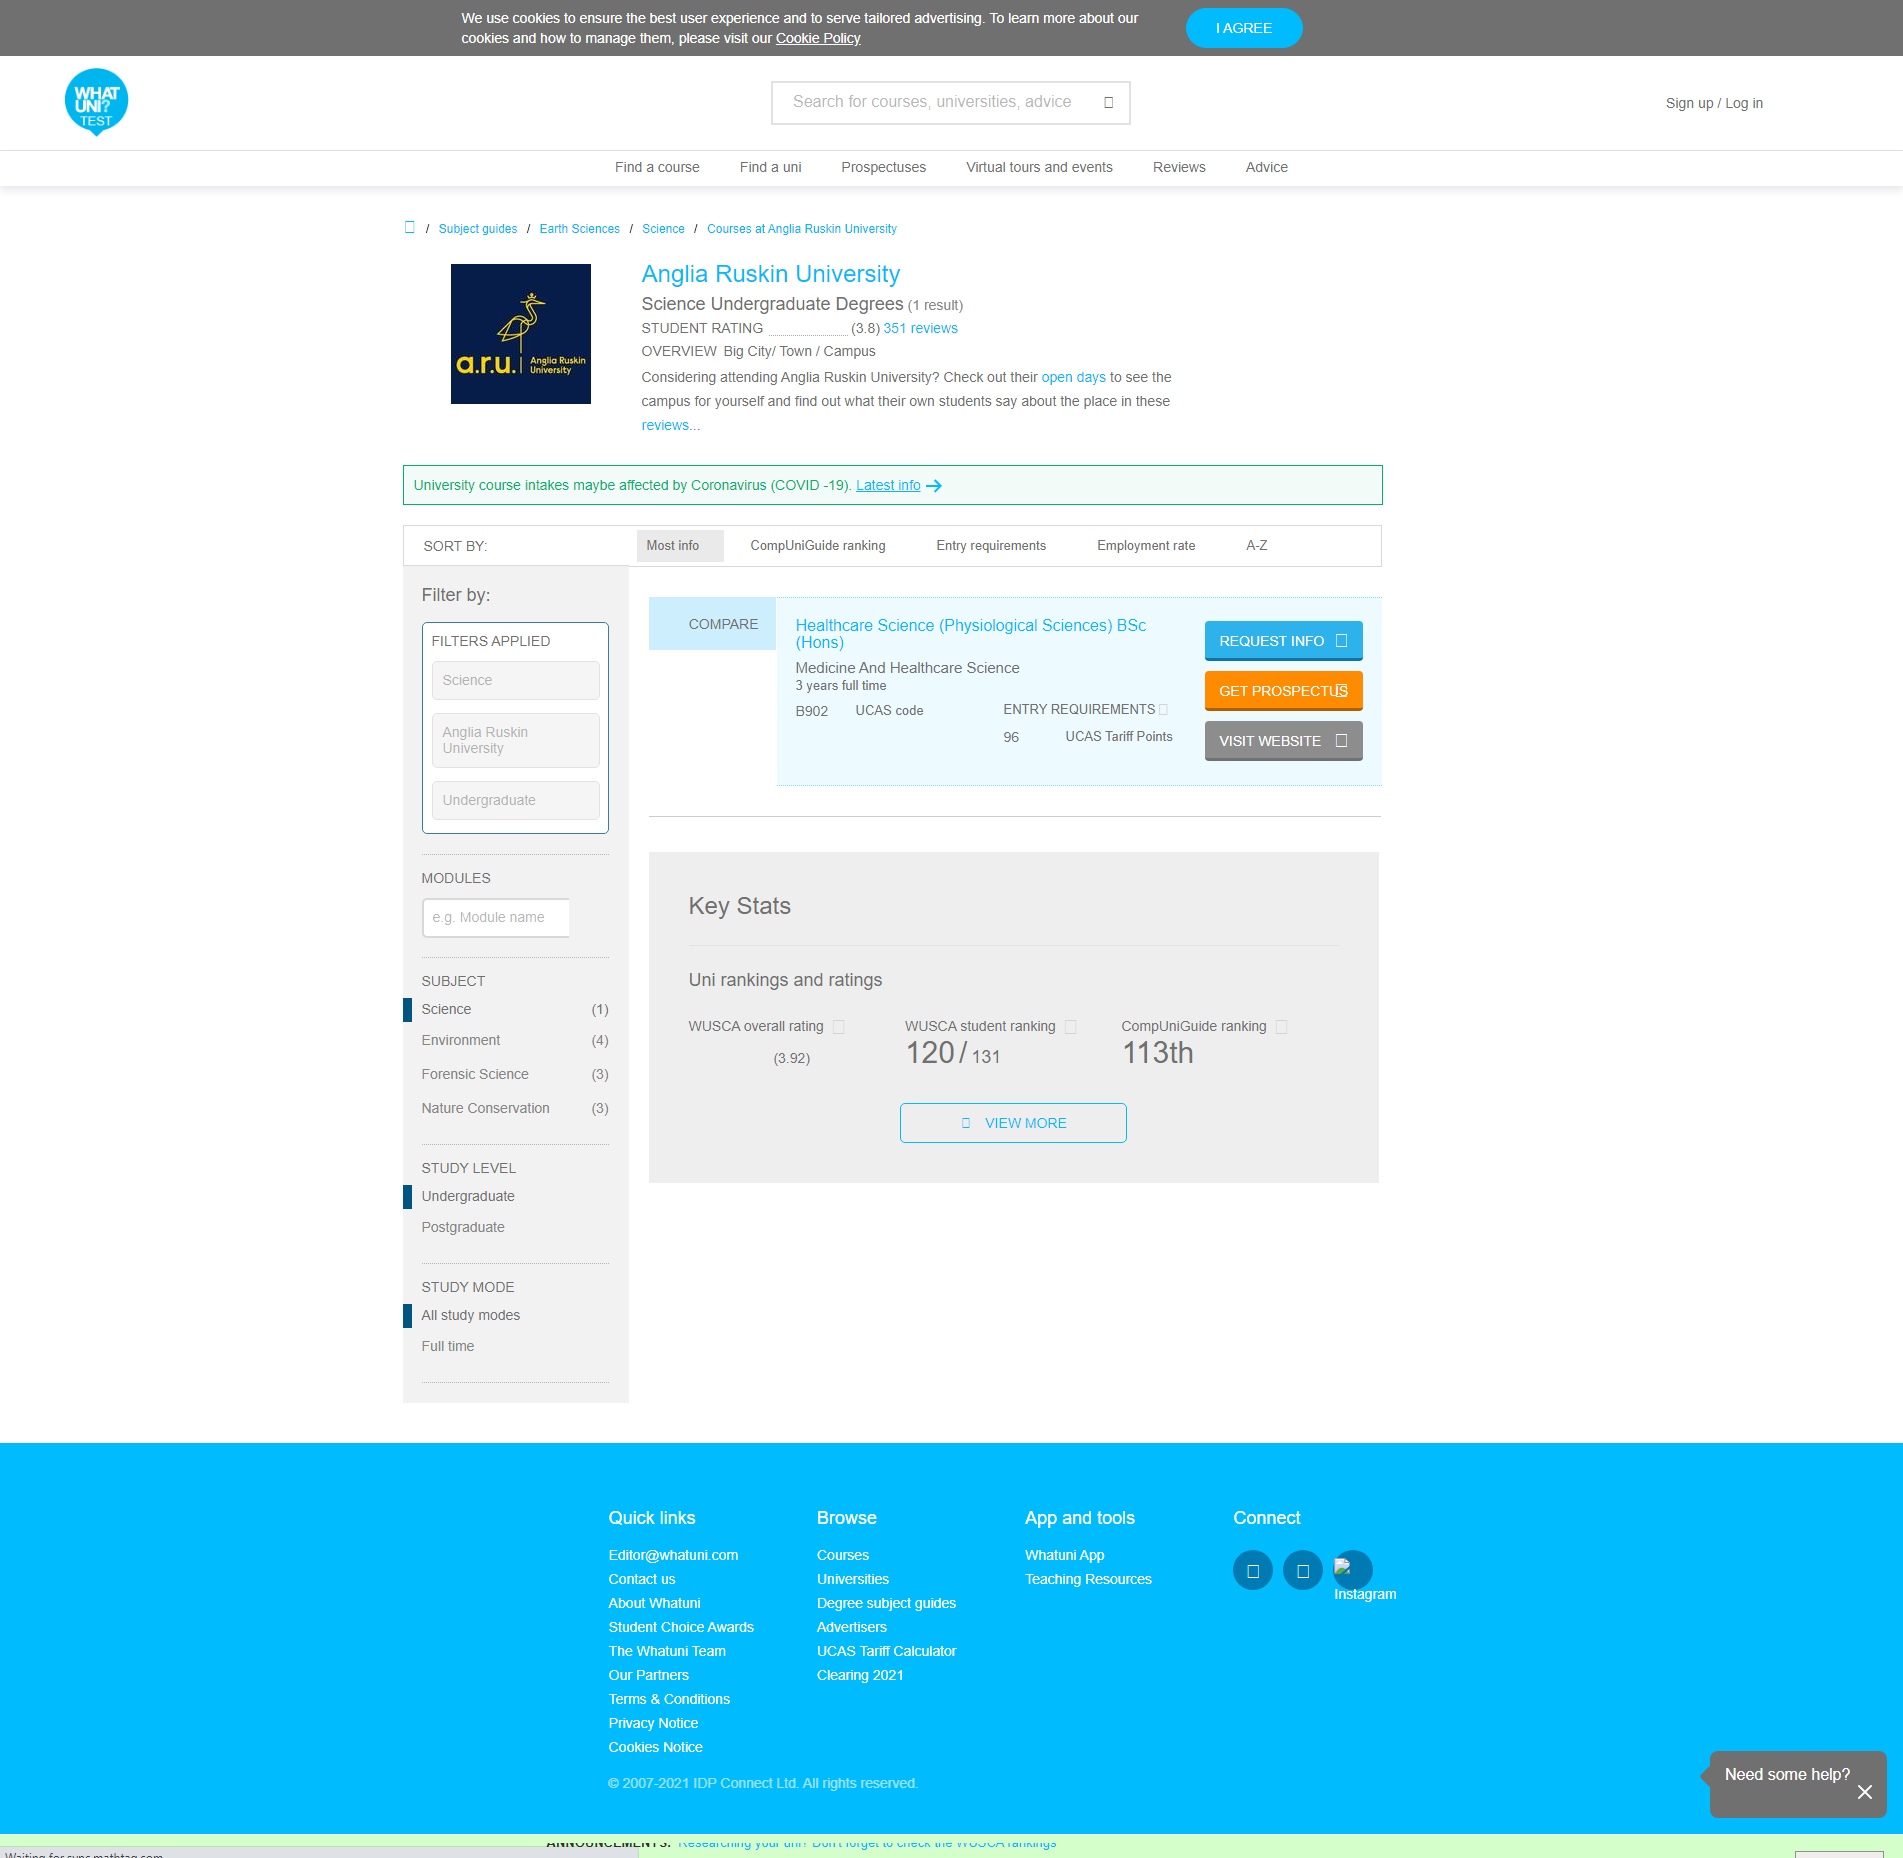 We use cookies to ensure the best user experience and to serve tailored advertising. To learn more about our
cookies and how to manage them, please visit our Cookie Policy
I AGREE
WHAT
UNI?
TEST
Search for courses, universities, advice
Sign up / Log in
Find a course
Find a uni
Prospectuses
Virtual tours and events
Reviews
Advice
/ Subject guides / Earth Sciences / Science / Courses at Anglia Ruskin University
a.r.u. Anglia Ruskin
University
Anglia Ruskin University
Science Undergraduate Degrees (1 result)
STUDENT RATING (3.8) 351 reviews
OVERVIEW Big City/ Town / Campus
Considering attending Anglia Ruskin University? Check out their open days to see the
campus for yourself and find out what their own students say about the place in these
reviews...
University course intakes maybe affected by Coronavirus (COVID -19). Latest info
SORT BY:
Most info
CompUniGuide ranking
Entry requirements
Employment rate
A-Z
Filter by:
FILTERS APPLIED
Science
Anglia Ruskin
University
Undergraduate
MODULES
e.g. Module name
SUBJECT
Science (1)
Environment (4)
Forensic Science (3)
Nature Conservation (3)
STUDY LEVEL
Undergraduate
Postgraduate
STUDY MODE
All study modes
Full time
COMPARE
Healthcare Science (Physiological Sciences) BSc
(Hons)
Medicine And Healthcare Science
3 years full time
B902 UCAS code
ENTRY REQUIREMENTS
96 UCAS Tariff Points
REQUEST INFO
GET PROSPECTUS
VISIT WEBSITE
Key Stats
Uni rankings and ratings
WUSCA overall rating
(3.92)
WUSCA student ranking
120 / 131
CompUniGuide ranking
113th
VIEW MORE
Quick links
Editor@whatuni.com
Contact us
About Whatuni
Student Choice Awards
The Whatuni Team
Our Partners
Terms & Conditions
Privacy Notice
Cookies Notice
Browse
Courses
Universities
Degree subject guides
Advertisers
UCAS Tariff Calculator
Clearing 2021
App and tools
Whatuni App
Teaching Resources
Connect
Instagram
© 2007-2021 IDP Connect Ltd. All rights reserved.
Need some help?
ANNOUNCEMENTS: Researching your uni? Don't forget to check the WUSCA rankings
Waiting for sync.mathtag.com